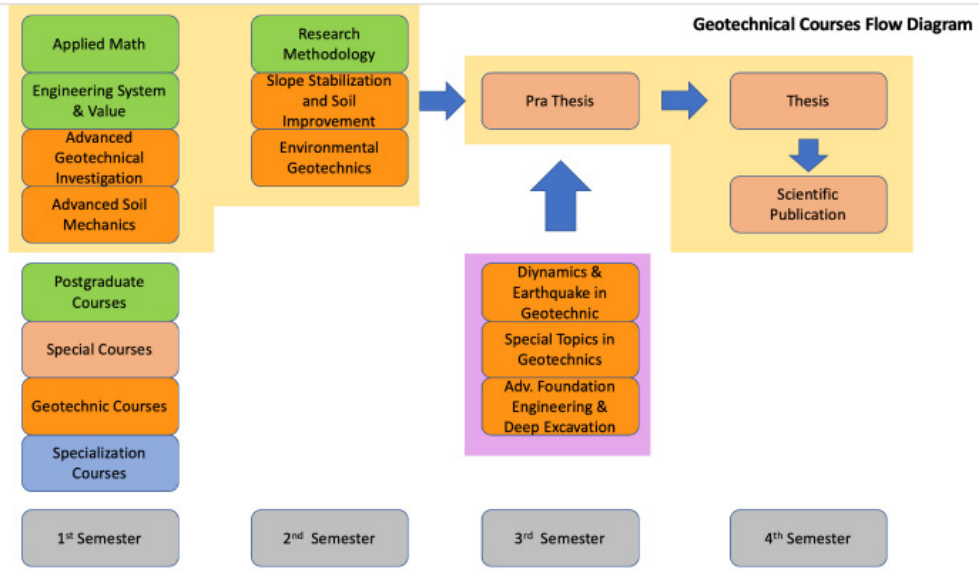 Geotechnical Courses Flow Diagram
Applied Math
Engineering System
& Value
Advanced
Geotechnical
Investigation
Advanced Soil
Mechanics
Research
Methodology
Slope Stabilization
and Soil
Improvement
Environmental
Geotechnics
Pra Thesis
Thesis
Scientific
Publication
Postgraduate
Courses
Special Courses
Geotechnic Courses
Specialization
Courses
Diynamics &
Earthquake in
Geotechnic
Special Topics in
Geotechnics
Adv. Foundation
Engineering &
Deep Excavation
1st Semester
2nd Semester
3rd Semester
4th Semester